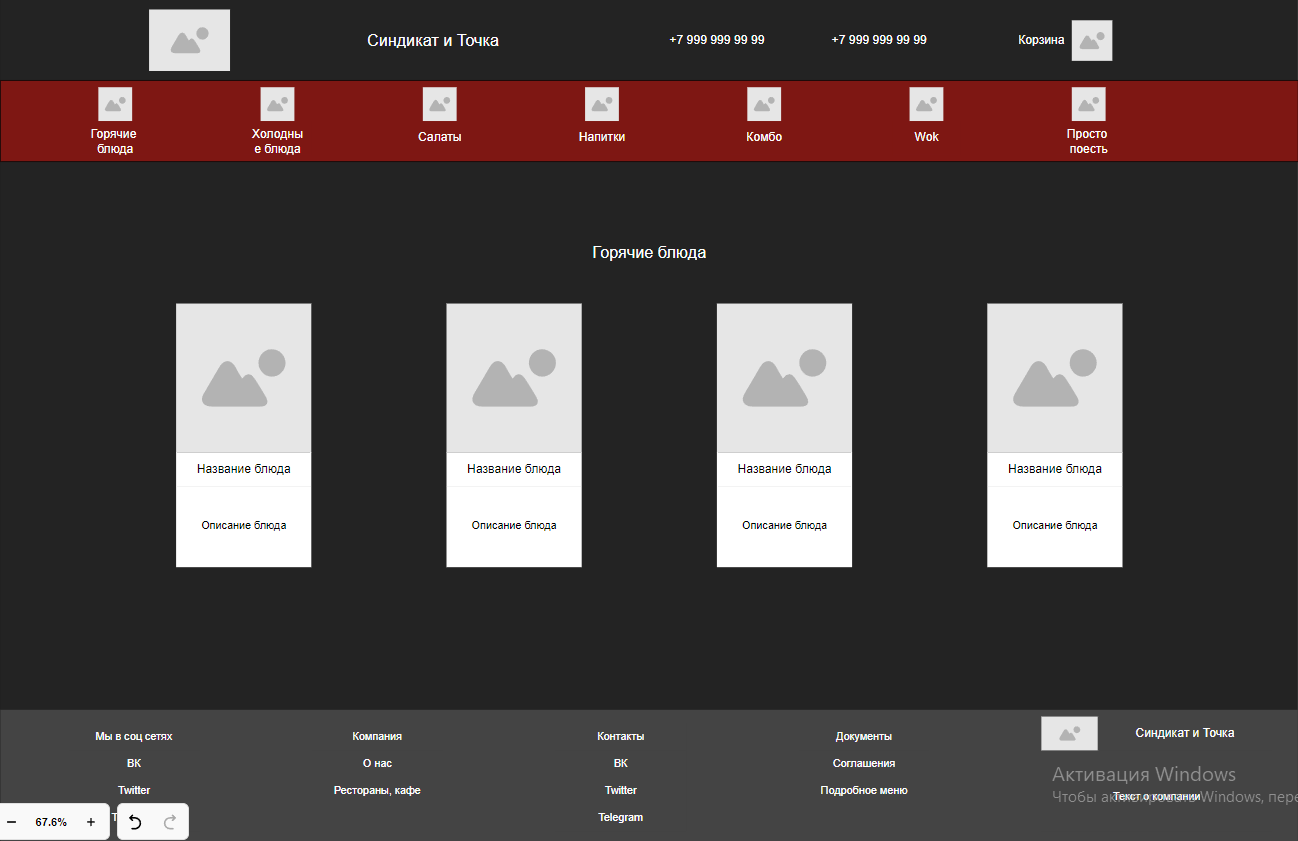 Синдикат и Точка
+7 999 999 99 99
+7 999 999 99 99
Корзина
Горячие
блюда
Холодны
е блюда
Салаты
Напитки
Комбо
Wok
Просто
поесть
Горячие блюда
Название блюда
Описание блюда
Название блюда
Описание блюда
Название блюда
Описание блюда
Название блюда
Описание блюда
Мы в соц сетях
ВК
Twitter
Компания
О нас
Рестораны, кафе
Контакты
ВК
Twitter
Telegram
Документы
Соглашения
Подробное меню
Синдикат и Точка
Текст о компании
Активация Windows
Чтобы Windows, пере
67.6%